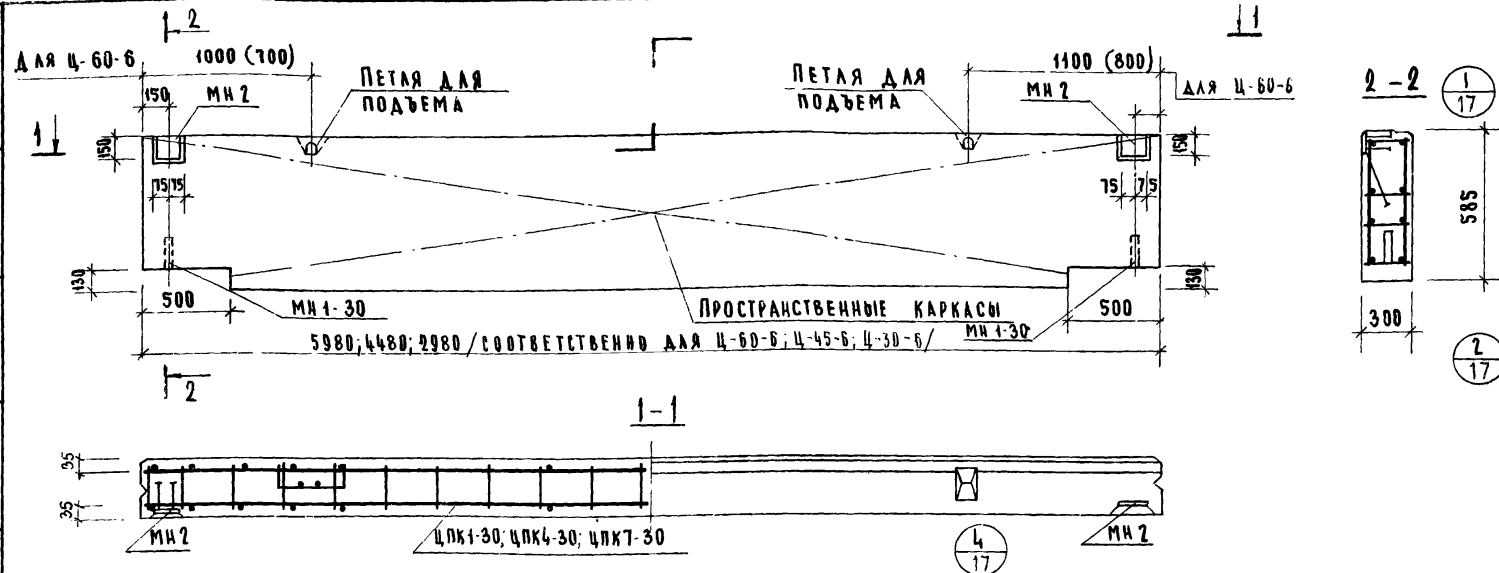 2
1
Для Ц-60-6
1000 (700)
Петля для
подъема
Петля для
подъема
1100 (800)
Для Ц-60-6
2-2
1
17
150
МН 2
МН 2
1
150
150
75 75
75 75
585
130
500
МН 1-30
Пространственные каркасы
500
130
300
5980; 4480; 2980 /соответственно для Ц-60-6; Ц-45-6; Ц-30-6/
МН 1-30
2
17
2
1-1
35
35
МН 2
ЦПК1-30; ЦПК4-30; ЦПК7-30
4
17
МН 2